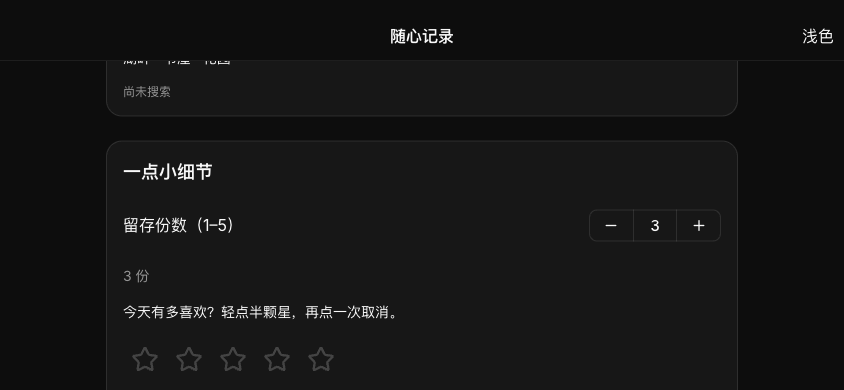 随心记录
浅色
尚未搜索
一点小细节
留存份数（1–5）
3
3 份
今天有多喜欢？轻点半颗星，再点一次取消。